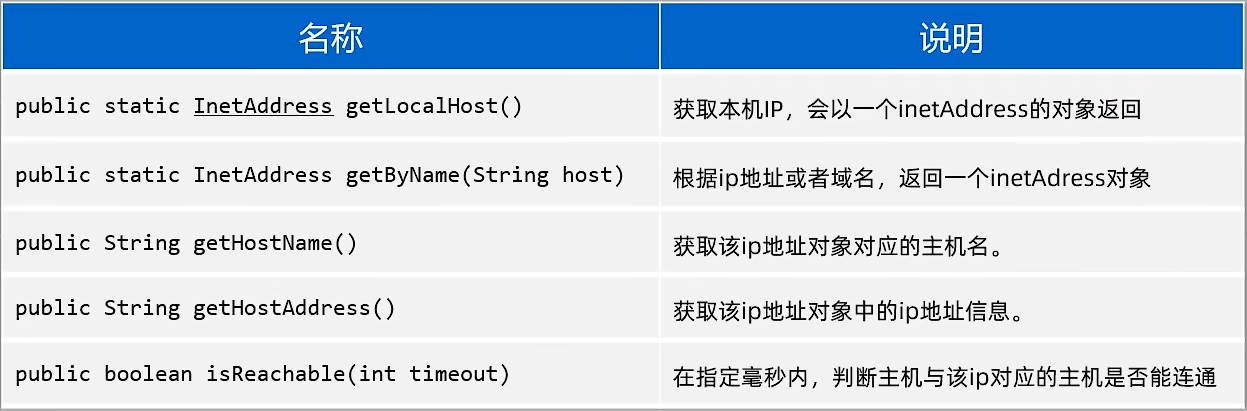 名称 说明
public static InetAddress getLocalHost() 获取本机IP，会以一个inetAddress的对象返回
public static InetAddress getByName(String host) 根据ip地址或者域名，返回一个inetAdress对象
public String getHostName() 获取该ip地址对象对应的主机名。
public String getHostAddress() 获取该ip地址对象中的ip地址信息。
public boolean isReachable(int timeout) 在指定毫秒内，判断主机与该ip对应的主机是否能连通